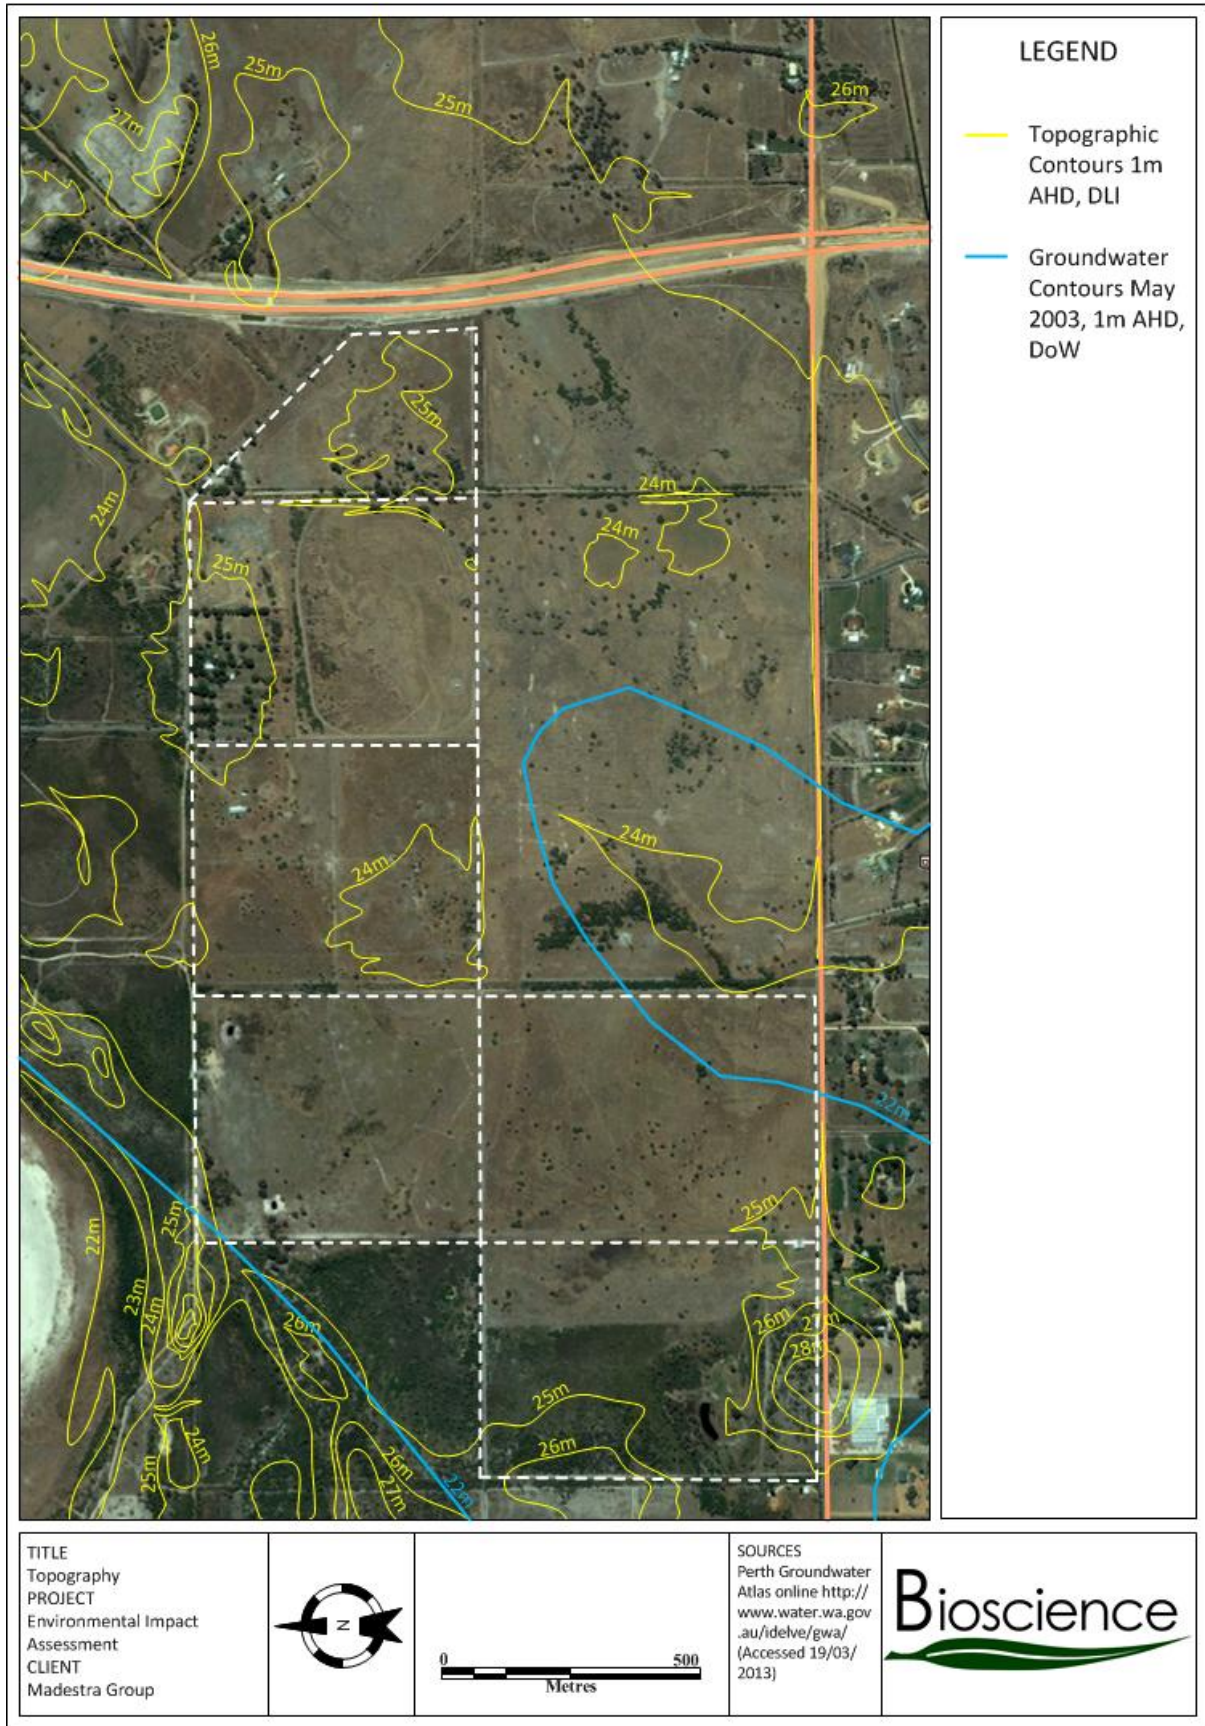 26m
25m
27m
25m
26m
25m
24m
24m
24m
25m
24m
24m
22m
25m
25m
22m
23m
24m
26m
26m
27m
28m
25m
26m
24m
25m
26m
27m
22m
LEGEND
Topographic
Contours 1m
AHD, DLI
Groundwater
Contours May
2003, 1m AHD,
DoW
TITLE
Topography
PROJECT
Environmental Impact
Assessment
CLIENT
Madestra Group
N
0 500
Metres
SOURCES
Perth Groundwater
Atlas online http://
www.water.wa.gov
.au/idelve/gwa/
(Accessed 19/03/
2013)
Bioscience